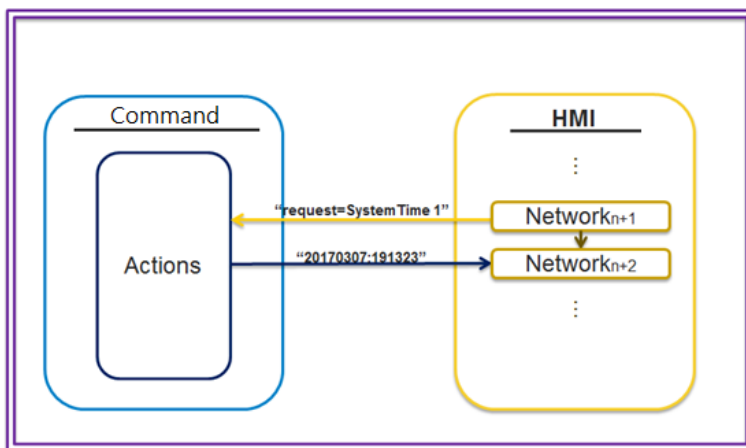 Command
HMI
⋮
"request=SystemTime 1"
Networkn+1
Actions
"20170307:191323"
Networkn+2
⋮